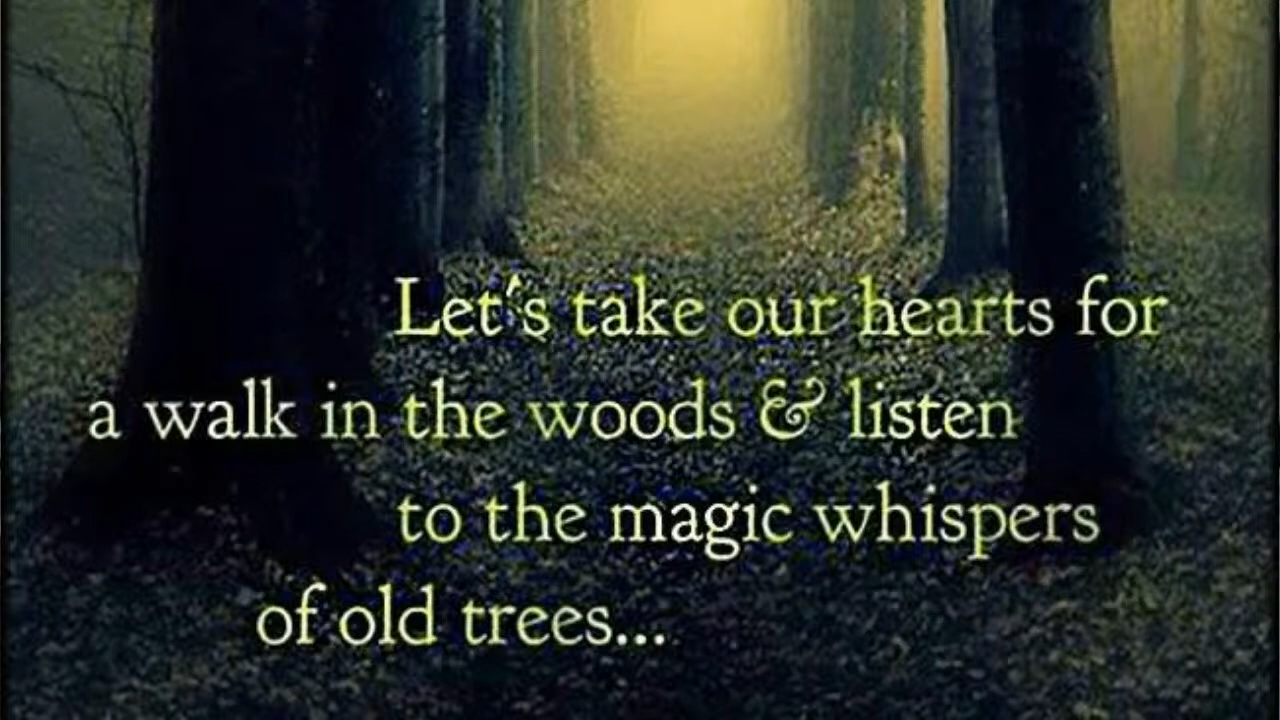 Let's take our hearts for
a walk in the woods & listen
to the magic whispers
of old trees...